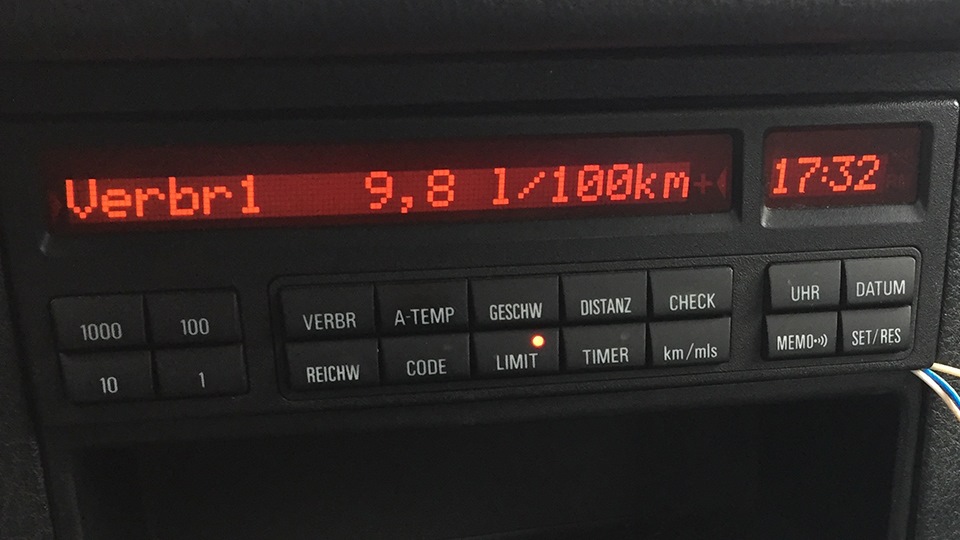 Verbr1 9,8 l/100km+
17:32
1000 100
10 1
VERBR A-TEMP GESCHW DISTANZ CHECK
REICHW CODE LIMIT TIMER km/mls
UHR DATUM
MEMO SET/RES